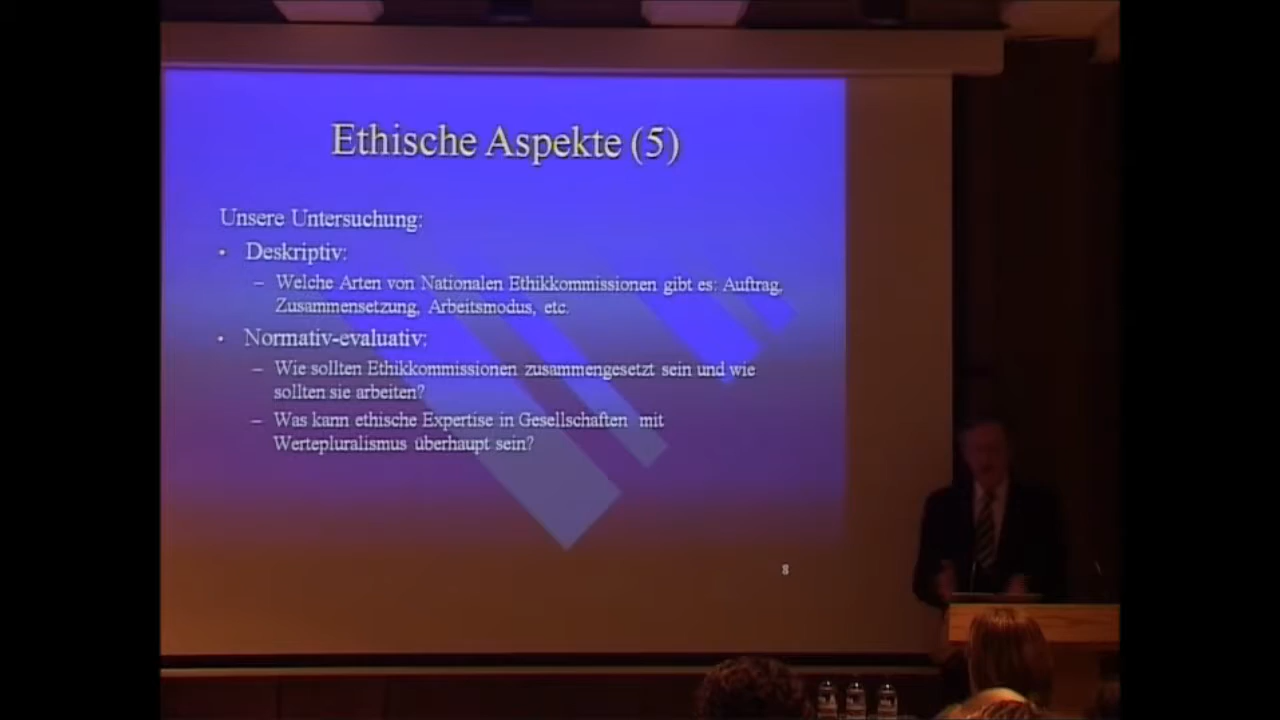 Ethische Aspekte (5)
Unsere Untersuchung:
• Deskriptiv:
– Welche Arten von Nationalen Ethikkommissionen gibt es: Auftrag,
Zusammensetzung, Arbeitsmodus, etc.
• Normativ-evaluativ:
– Wie sollten Ethikkommissionen zusammengesetzt sein und wie
sollten sie arbeiten?
– Was kann ethische Expertise in Gesellschaften mit
Wertepluralismus überhaupt sein?
8